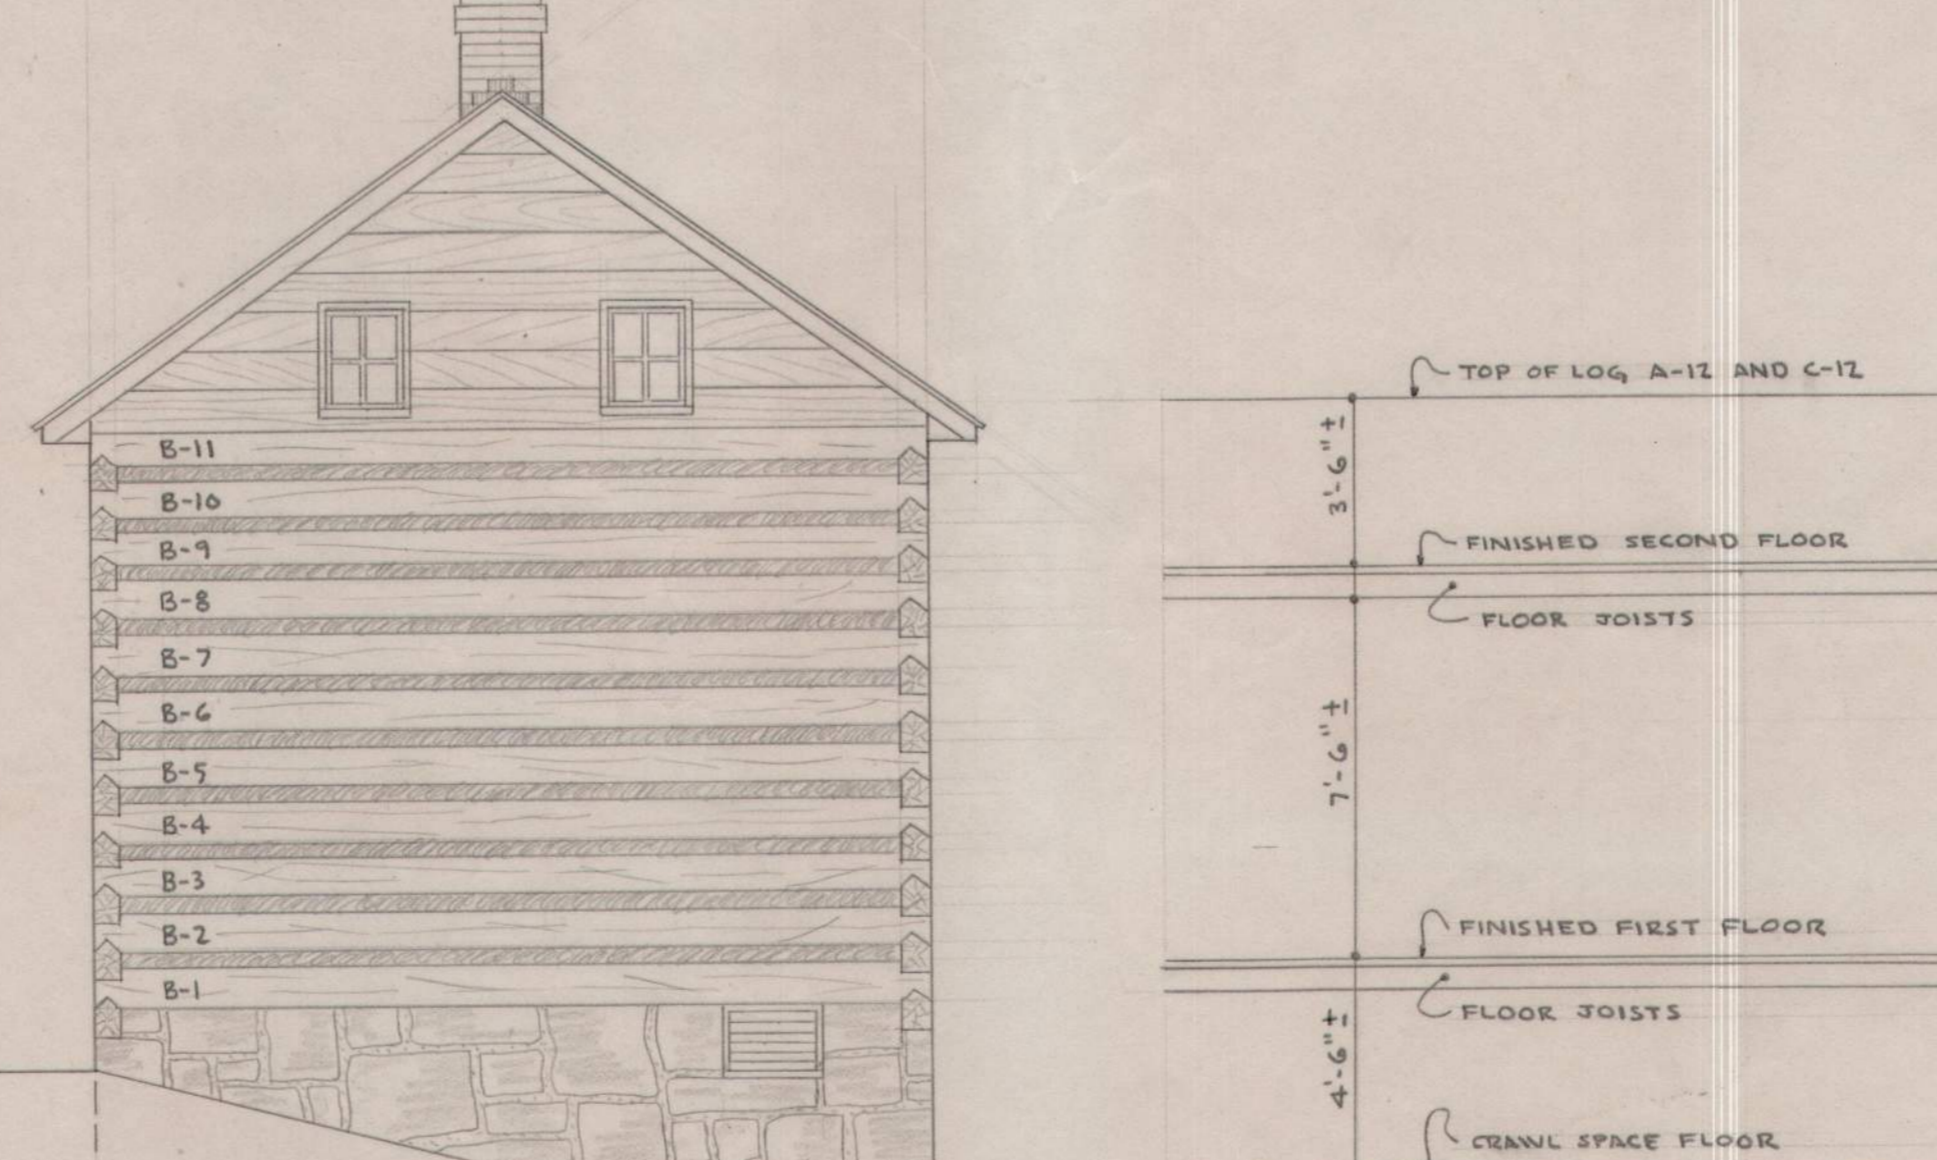 B-11
B-10
B-9
B-8
B-7
B-6
B-5
B-4
B-3
B-2
B-1
TOP OF LOG A-12 AND C-12
3'-6"±
FINISHED SECOND FLOOR
FLOOR JOISTS
7'-6"±
FINISHED FIRST FLOOR
FLOOR JOISTS
4'-6"±
CRAWL SPACE FLOOR